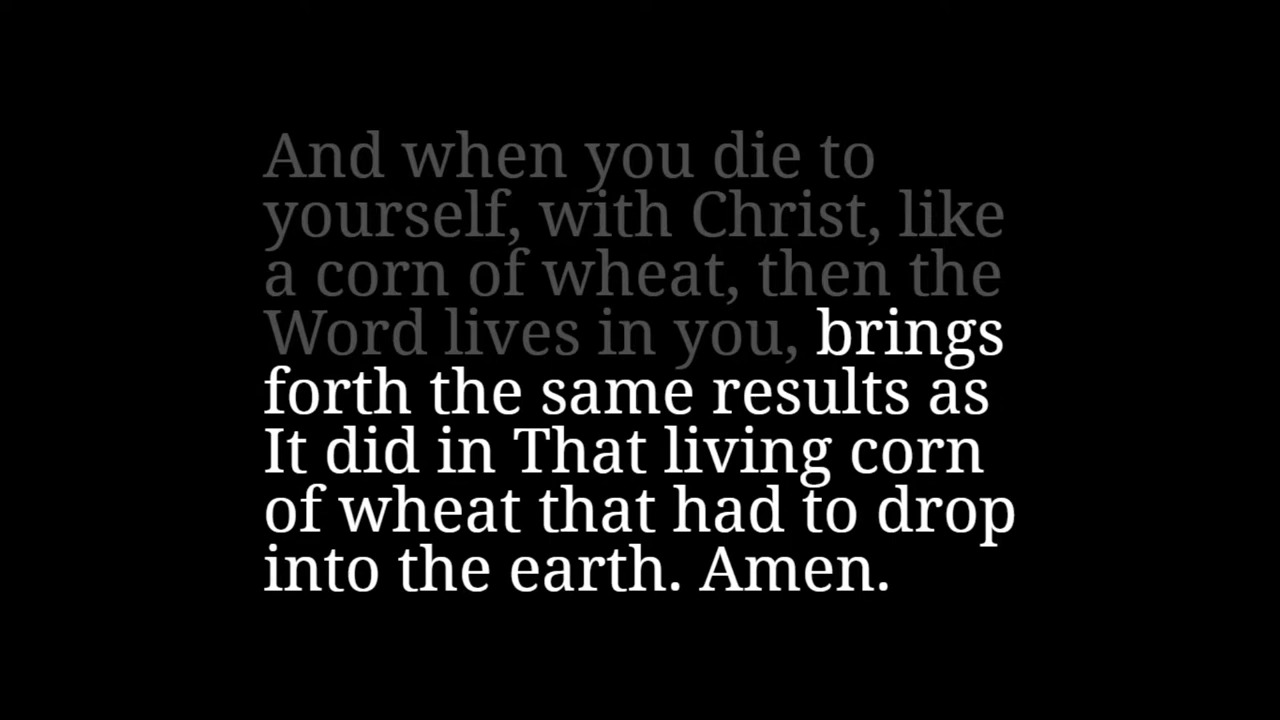 And when you die to
yourself, with Christ, like
a corn of wheat, then the
Word lives in you, brings
forth the same results as
It did in That living corn
of wheat that had to drop
into the earth. Amen.